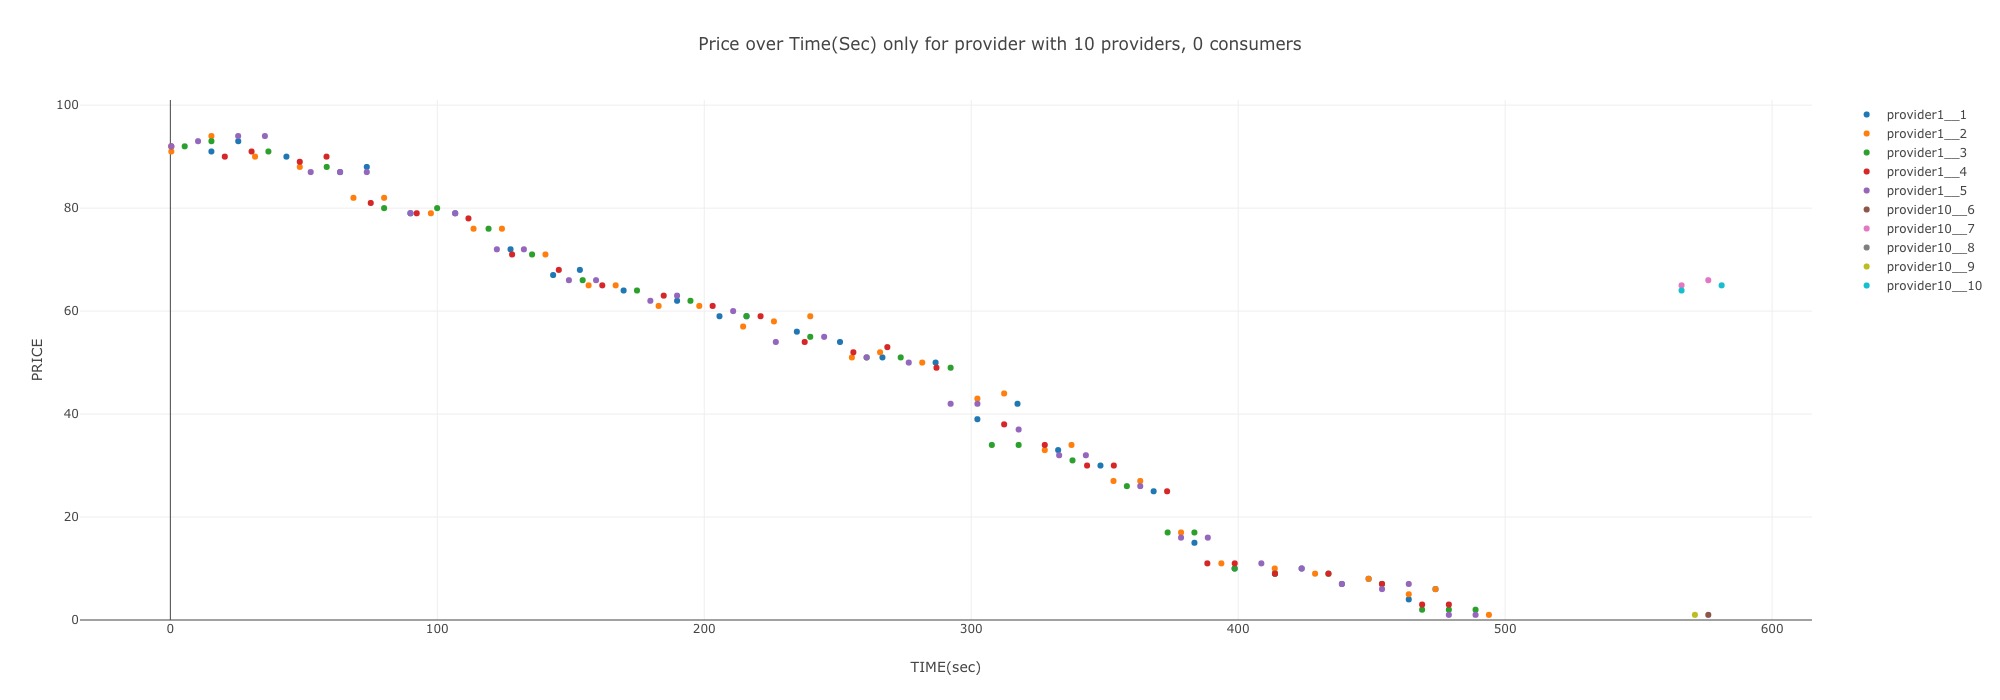 Price over Time(Sec) only for provider with 10 providers, 0 consumers
100
80
60
40
20
0
PRICE
0
100
200
300
400
500
600
TIME(sec)
provider1__1
provider1__2
provider1__3
provider1__4
provider1__5
provider10__6
provider10__7
provider10__8
provider10__9
provider10__10